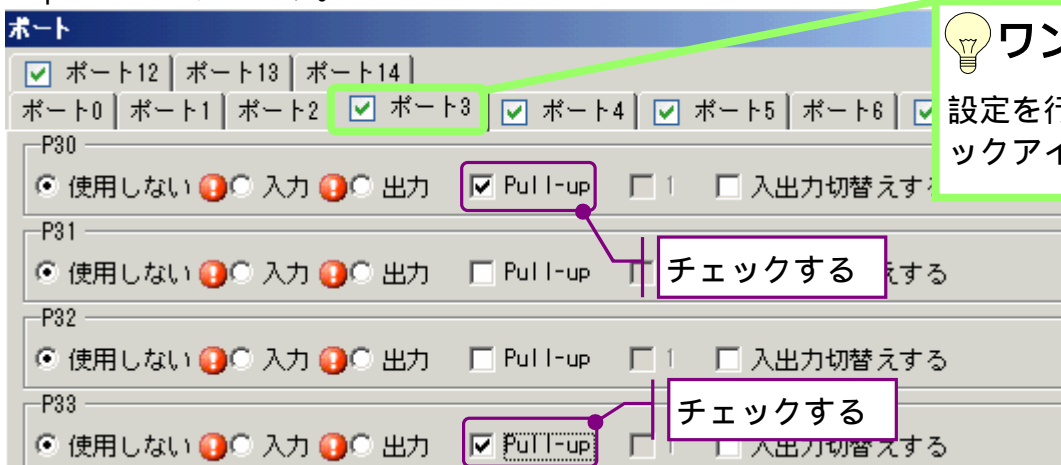 ポート
ポート12 ポート13 ポート14
ポート0 ポート1 ポート2 ポート3 ポート4 ポート5 ポート6
ワン
設定を行
ックアイ
P30
使用しない 入力 出力 Pull-up 1 入出力切替えする
P31
使用しない 入力 出力 Pull-up えする
チェックする
P32
使用しない 入力 出力 Pull-up 1 入出力切替えする
P33
使用しない 入力 出力 Pull-up 1 入出力切替えする
チェックする